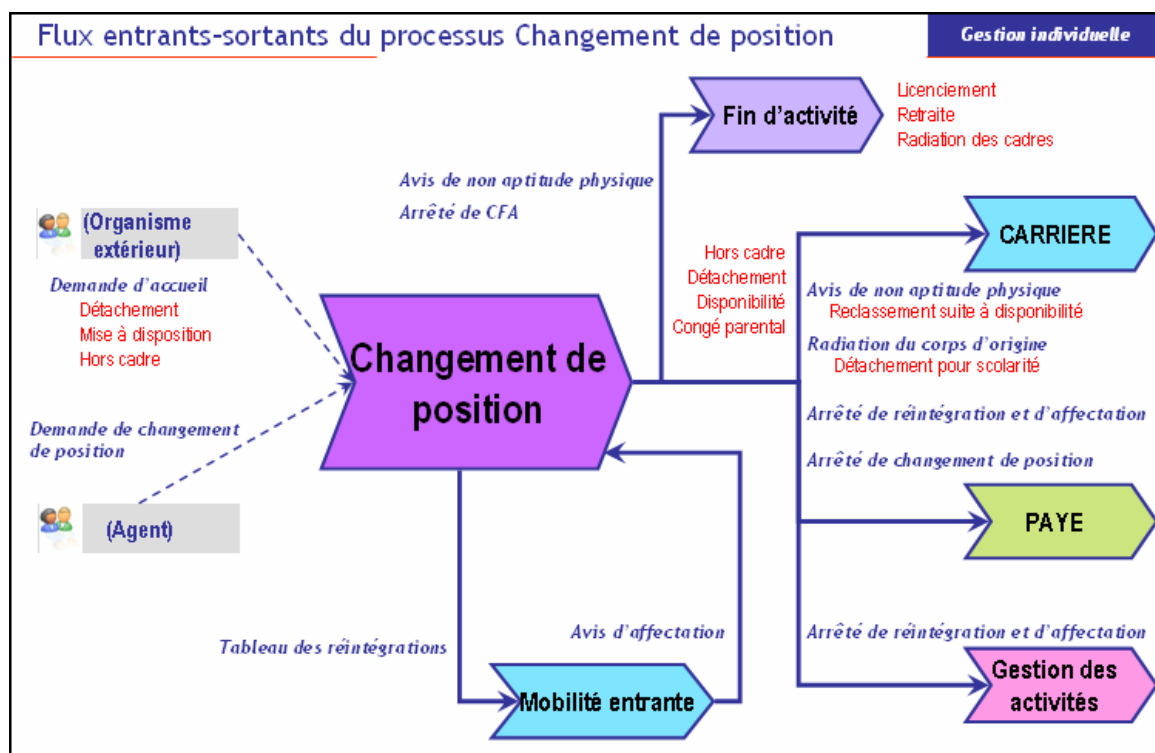 Flux entrants-sortants du processus Changement de position
Gestion individuelle
Fin d'activité
Licenciement
Retraite
Radiation des cadres
Avis de non aptitude physique
Arrêté de CFA
(Organisme
extérieur)
Demande d'accueil
Détachement
Mise à disposition
Hors cadre
Changement de
position
Hors cadre
Détachement
Disponibilité
Congé parental
CARRIERE
Avis de non aptitude physique
Reclassement suite à disponibilité
Radiation du corps d'origine
Détachement pour scolarité
Arrêté de réintégration et d'affectation
Arrêté de changement de position
Demande de changement
de position
(Agent)
PAYE
Tableau des réintégrations
Avis d'affectation
Mobilité entrante
Arrêté de réintégration et d'affectation
Gestion des
activités